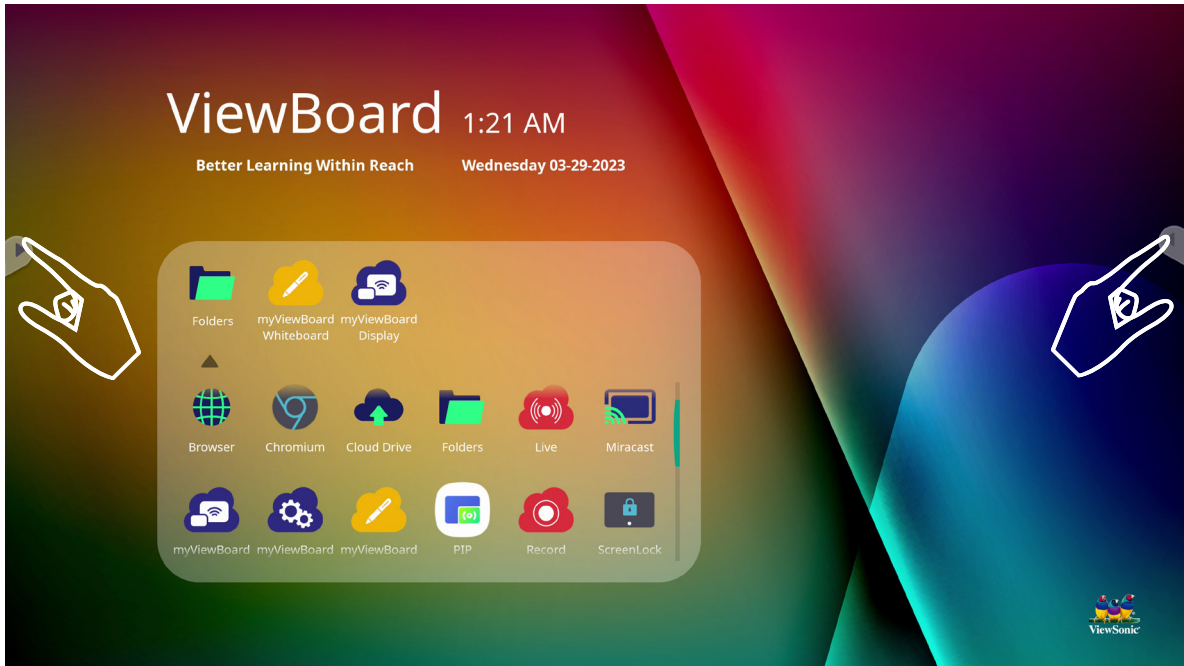 ViewBoard 1:21 AM
Better Learning Within Reach Wednesday 03-29-2023
Folders myViewBoard Whiteboard myViewBoard Display
Browser Chromium Cloud Drive Folders Live Miracast
myViewBoard myViewBoard myViewBoard PIP Record ScreenLock
ViewSonic